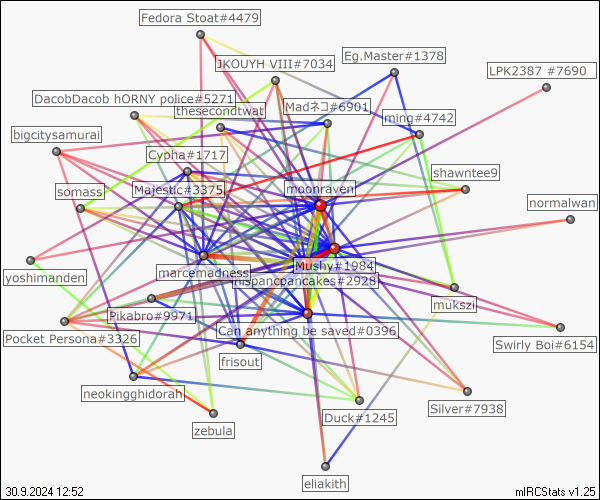 Fedora Stoat#4479
Eg.Master#1378
JKOUYH VIII#7034
LPK2387 #7690
DacobDacob hORNY police#5271
Madネコ#6901
thesecondtwat
ming#4742
bigcitysamurai
Cypha#1717
shawntee9
somass
Majestic#3375
moonraven
normalwan
yoshimanden
marcemadness
Mushy#1984
hispancpancakes#2928
mukszi
Pikabro#9971
Can anything be saved#0396
Pocket Persona#3326
Swirly Boi#6154
frisout
neokingghidorah
Duck#1245
Silver#7938
zebula
eliakith
30.9.2024 12:52
mIRCStats v1.25